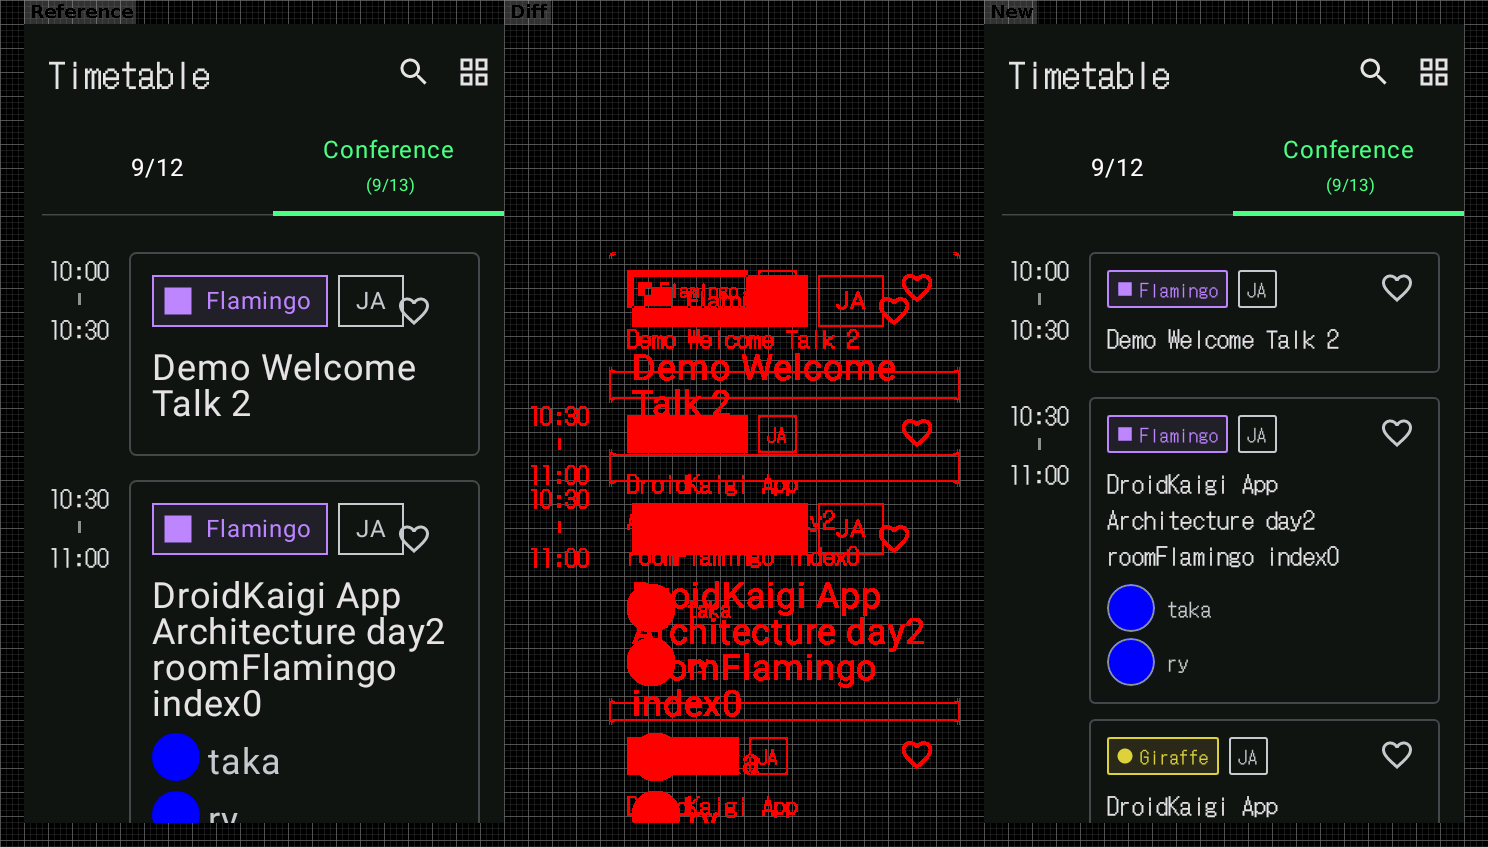 Reference
Timetable
9/12
Conference
(9/13)
10:00
10:30
Flamingo
JA
Demo Welcome
Talk 2
10:30
11:00
Flamingo
JA
DroidKaigi App
Architecture day2
roomFlamingo
index0
taka
ry
Diff
Flamingo
JA
Demo Welcome Talk 2
Demo Welcome
Talk 2
10:30
11:00
JA
DroidKaigi App
10:30
11:00
JA
roomFlamingo index0
DroidKaigi App
Architecture day2
roomFlamingo
index0
taka
JA
DroidKaigi App
ry
New
Timetable
9/12
Conference
(9/13)
10:00
10:30
Flamingo
JA
Demo Welcome Talk 2
10:30
11:00
Flamingo
JA
DroidKaigi App
Architecture day2
roomFlamingo index0
taka
ry
Giraffe
JA
DroidKaigi App